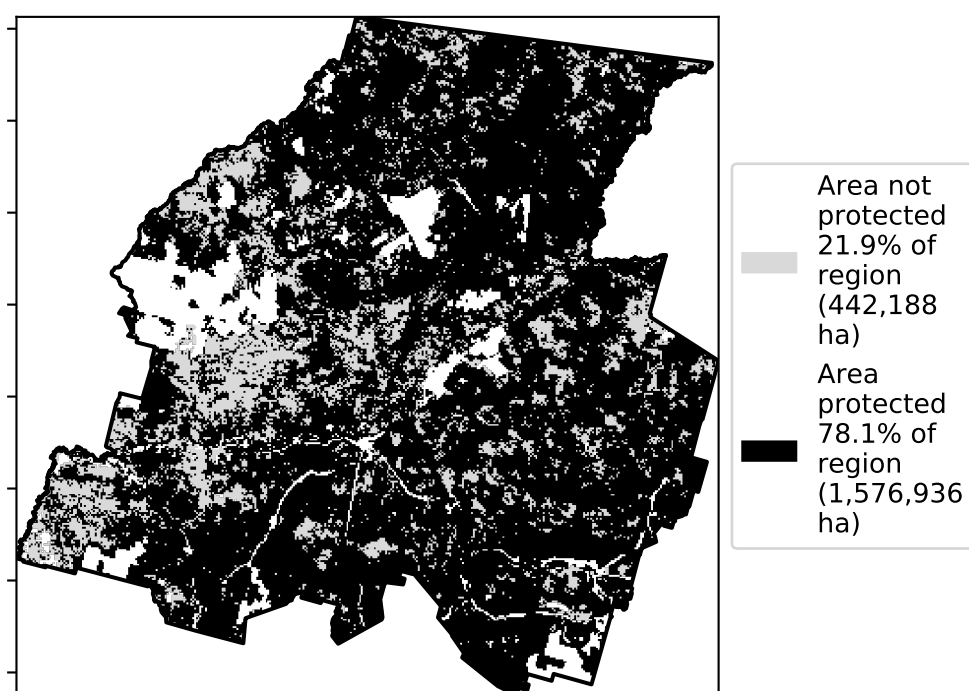 Area not
protected
21.9% of
region
(442,188
ha)
Area
protected
78.1% of
region
(1,576,936
ha)